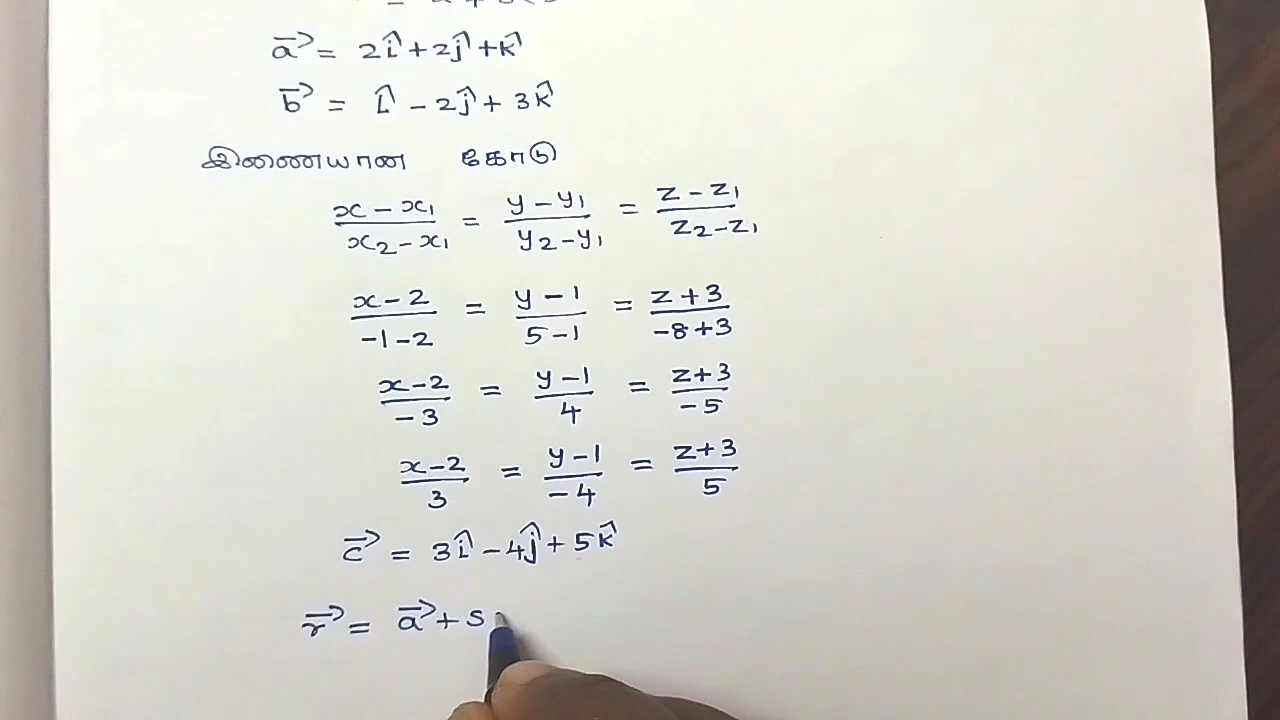 a⃗ = 2î + 2ĵ + k̂
b⃗ = î - 2ĵ + 3k̂
இணையான கோடு
(x - x₁)/(x₂ - x₁) = (y - y₁)/(y₂ - y₁) = (z - z₁)/(z₂ - z₁)
(x - 2)/(-1 - 2) = (y - 1)/(5 - 1) = (z + 3)/(-8 + 3)
(x - 2)/(-3) = (y - 1)/4 = (z + 3)/(-5)
(x - 2)/3 = (y - 1)/(-4) = (z + 3)/5
c⃗ = 3î - 4ĵ + 5k̂
r⃗ = a⃗ + s